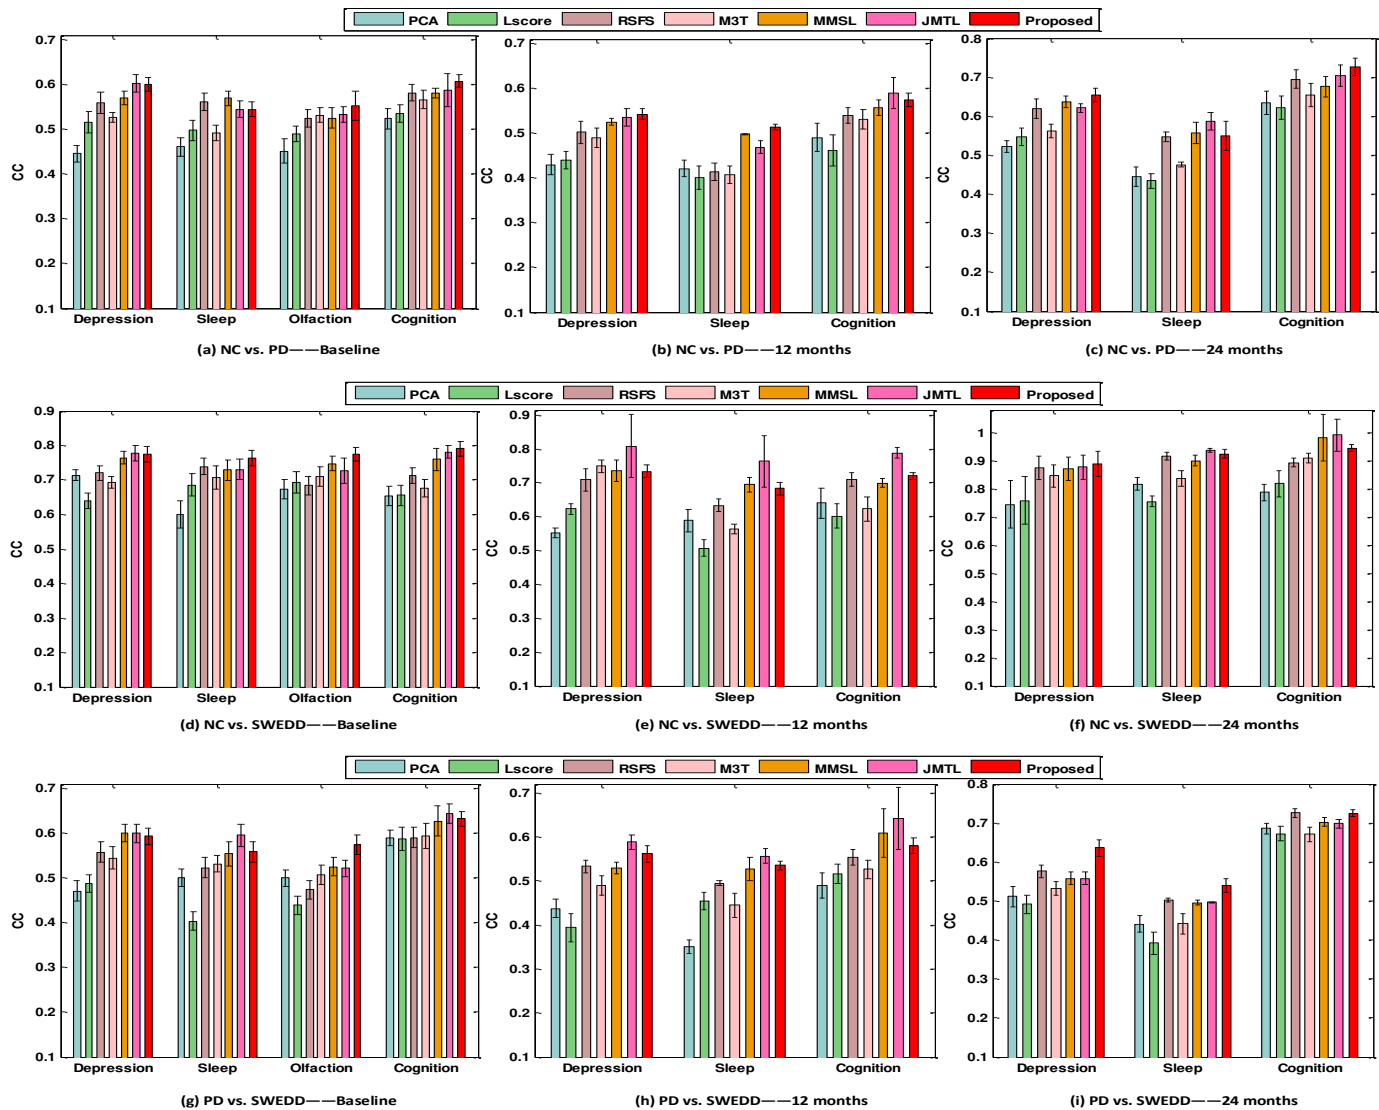 PCA Lscore RSFS M3T MMSL JMTL Proposed
0.7
0.6
0.5
0.4
0.3
0.2
0.1
CC
Depression Sleep Olfaction Cognition
(a) NC vs. PD——Baseline
0.7
0.6
0.5
0.4
0.3
0.2
0.1
CC
Depression Sleep Cognition
(b) NC vs. PD——12 months
0.8
0.7
0.6
0.5
0.4
0.3
0.2
0.1
CC
Depression Sleep Cognition
(c) NC vs. PD——24 months
PCA Lscore RSFS M3T MMSL JMTL Proposed
0.9
0.8
0.7
0.6
0.5
0.4
0.3
0.2
0.1
CC
Depression Sleep Olfaction Cognition
(d) NC vs. SWEDD——Baseline
0.9
0.8
0.7
0.6
0.5
0.4
0.3
0.2
0.1
CC
Depression Sleep Cognition
(e) NC vs. SWEDD——12 months
1
0.9
0.8
0.7
0.6
0.5
0.4
0.3
0.2
0.1
CC
Depression Sleep Cognition
(f) NC vs. SWEDD——24 months
PCA Lscore RSFS M3T MMSL JMTL Proposed
0.7
0.6
0.5
0.4
0.3
0.2
0.1
CC
Depression Sleep Olfaction Cognition
(g) PD vs. SWEDD——Baseline
0.7
0.6
0.5
0.4
0.3
0.2
0.1
CC
Depression Sleep Cognition
(h) PD vs. SWEDD——12 months
0.8
0.7
0.6
0.5
0.4
0.3
0.2
0.1
CC
Depression Sleep Cognition
(i) PD vs. SWEDD——24 months